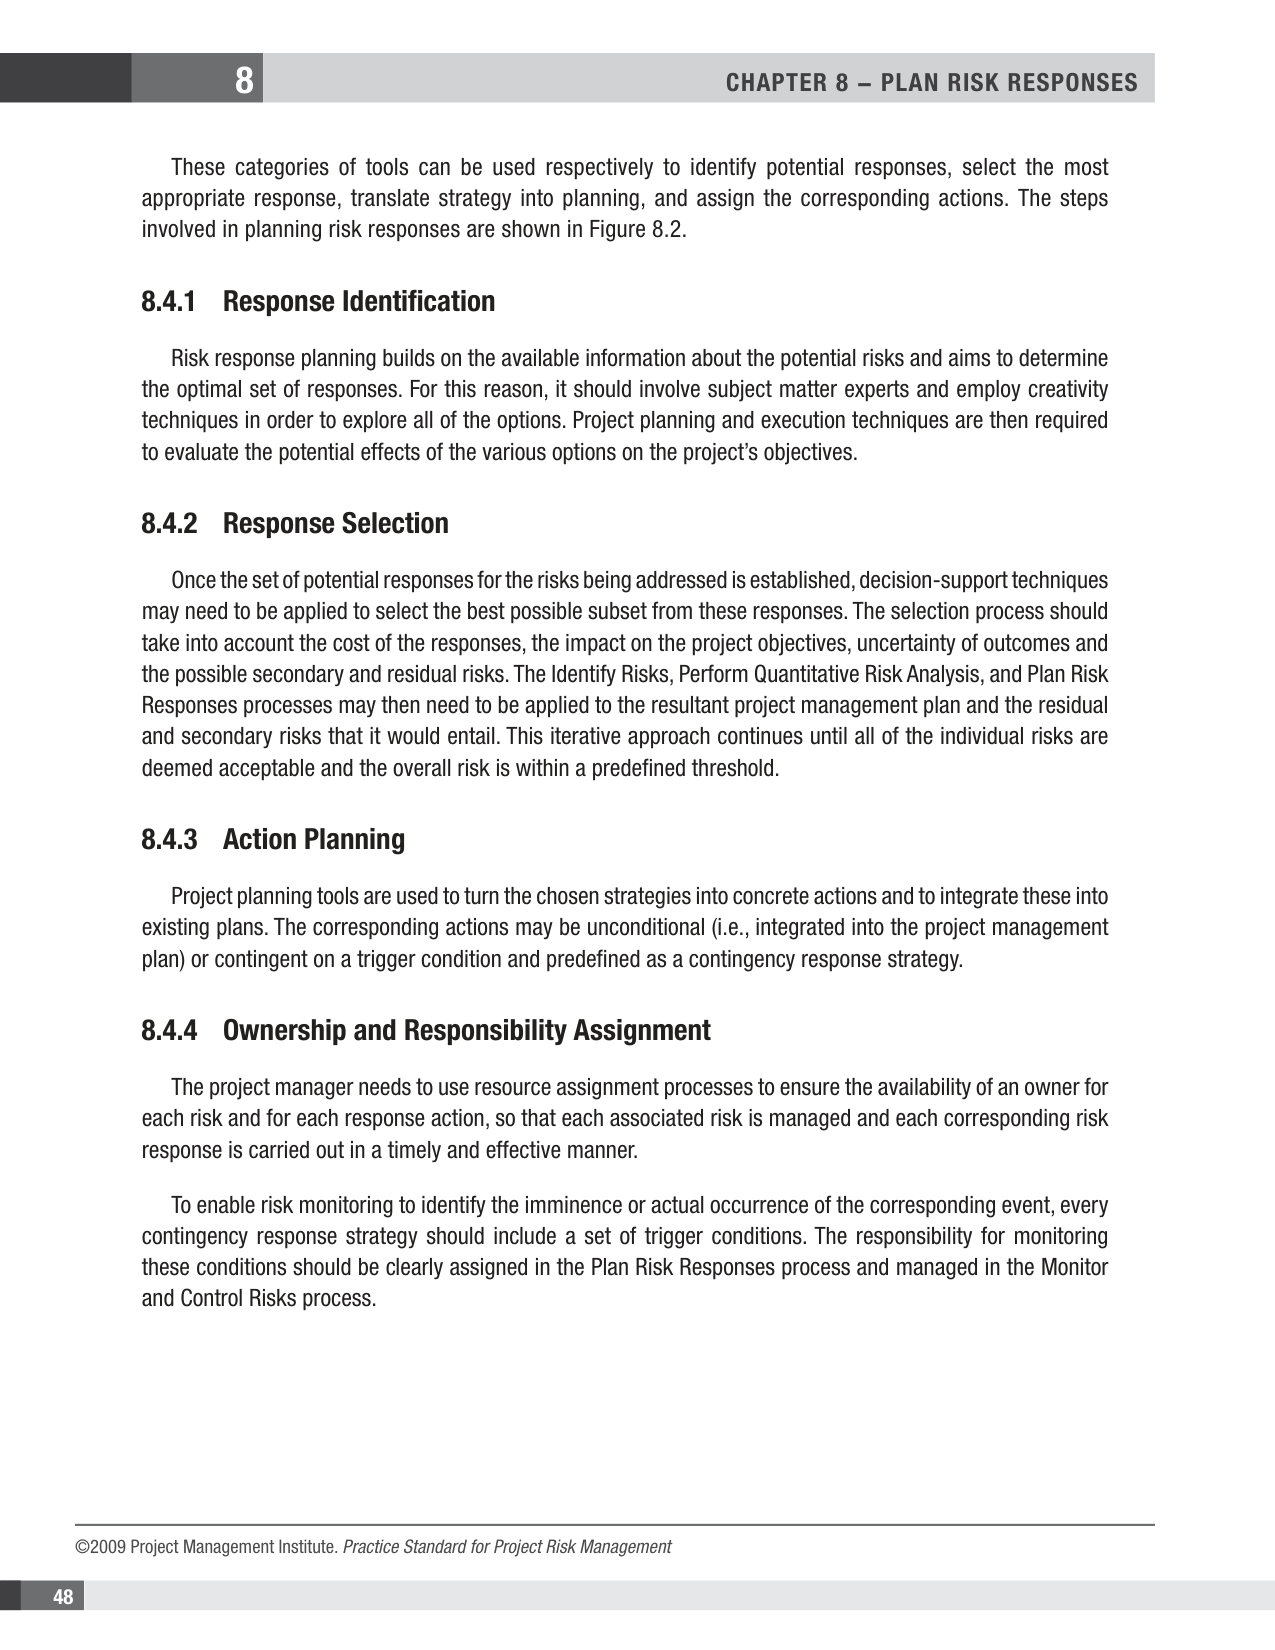 8
CHAPTER 8 – PLAN RISK RESPONSES
These categories of tools can be used respectively to identify potential responses, select the most
appropriate response, translate strategy into planning, and assign the corresponding actions. The steps
involved in planning risk responses are shown in Figure 8.2.
8.4.1 Response Identification
Risk response planning builds on the available information about the potential risks and aims to determine
the optimal set of responses. For this reason, it should involve subject matter experts and employ creativity
techniques in order to explore all of the options. Project planning and execution techniques are then required
to evaluate the potential effects of the various options on the project's objectives.
8.4.2 Response Selection
Once the set of potential responses for the risks being addressed is established, decision-support techniques
may need to be applied to select the best possible subset from these responses. The selection process should
take into account the cost of the responses, the impact on the project objectives, uncertainty of outcomes and
the possible secondary and residual risks. The Identify Risks, Perform Quantitative Risk Analysis, and Plan Risk
Responses processes may then need to be applied to the resultant project management plan and the residual
and secondary risks that it would entail. This iterative approach continues until all of the individual risks are
deemed acceptable and the overall risk is within a predefined threshold.
8.4.3 Action Planning
Project planning tools are used to turn the chosen strategies into concrete actions and to integrate these into
existing plans. The corresponding actions may be unconditional (i.e., integrated into the project management
plan) or contingent on a trigger condition and predefined as a contingency response strategy.
8.4.4 Ownership and Responsibility Assignment
The project manager needs to use resource assignment processes to ensure the availability of an owner for
each risk and for each response action, so that each associated risk is managed and each corresponding risk
response is carried out in a timely and effective manner.
To enable risk monitoring to identify the imminence or actual occurrence of the corresponding event, every
contingency response strategy should include a set of trigger conditions. The responsibility for monitoring
these conditions should be clearly assigned in the Plan Risk Responses process and managed in the Monitor
and Control Risks process.
©2009 Project Management Institute. Practice Standard for Project Risk Management
48